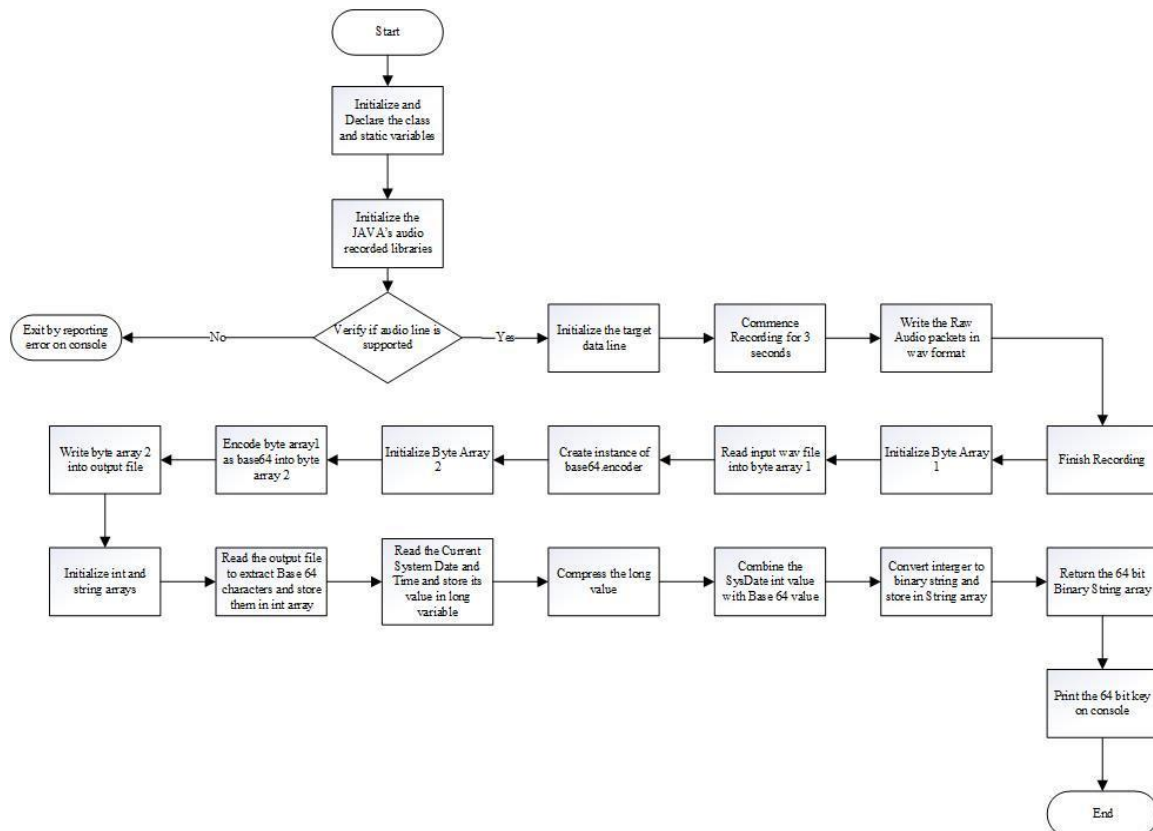 Start
Initialize and
Declare the class
and static variables
Initialize the
JAVA's audio
recorded libraries
Verify if audio line is
supported
No
Exit by reporting
error on console
Yes
Initialize the target
data line
Commence
Recording for 3
seconds
Write the Raw
Audio packets in
wav format
Finish Recording
Initialize Byte Array
1
Read input wav file
into byte array 1
Create instance of
base64.encoder
Initialize Byte Array
2
Encode byte array1
as base64 into byte
array 2
Write byte array 2
into output file
Initialize int and
string arrays
Read the output file
to extract Base 64
characters and store
them in int array
Read the Current
System Date and
Time and store its
value in long
variable
Compress the long
value
Combine the
SysDate int value
with Base 64 value
Convert interger to
binary string and
store in String array
Return the 64 bit
Binary String array
Print the 64 bit key
on console
End